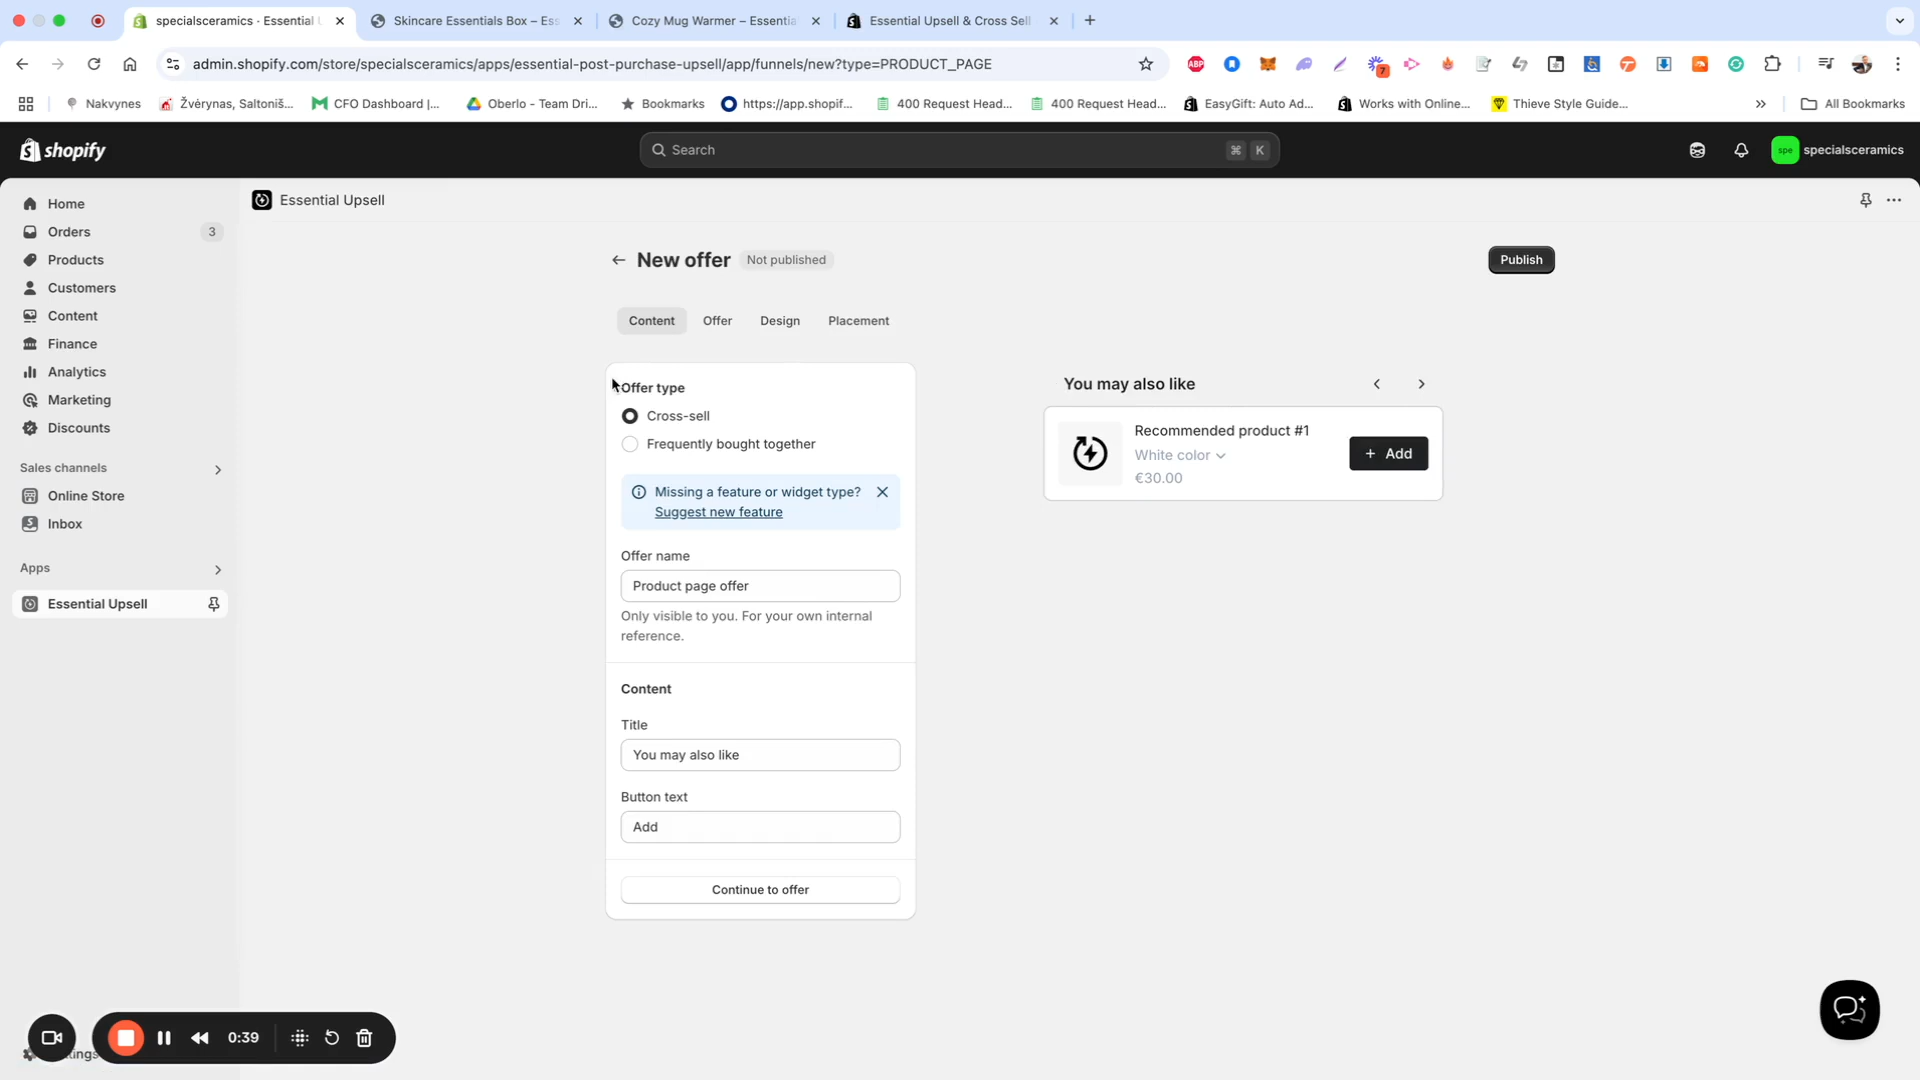 specialsceramics · Essential U
Skincare Essentials Box – Ess
Cozy Mug Warmer – Essentia
Essential Upsell & Cross Sell
admin.shopify.com/store/specialsceramics/apps/essential-post-purchase-upsell/app/funnels/new?type=PRODUCT_PAGE
ABP
7
Nakvynes
Žvėrynas, Saltoniš...
CFO Dashboard |...
Oberlo - Team Dri...
Bookmarks
https://app.shopif...
400 Request Head...
400 Request Head...
EasyGift: Auto Ad...
Works with Online...
Thieve Style Guide...
»
All Bookmarks
shopify
Search
⌘ K
spe
specialsceramics
Home
Orders
3
Products
Customers
Content
Finance
Analytics
Marketing
Discounts
Sales channels
Online Store
Inbox
Apps
Essential Upsell
Essential Upsell
New offer
Not published
Publish
Content
Offer
Design
Placement
Offer type
Cross-sell
Frequently bought together
Missing a feature or widget type?
Suggest new feature
Offer name
Product page offer
Only visible to you. For your own internal
reference.
Content
Title
You may also like
Button text
Add
Continue to offer
You may also like
Recommended product #1
White color
€30.00
+ Add
0:39